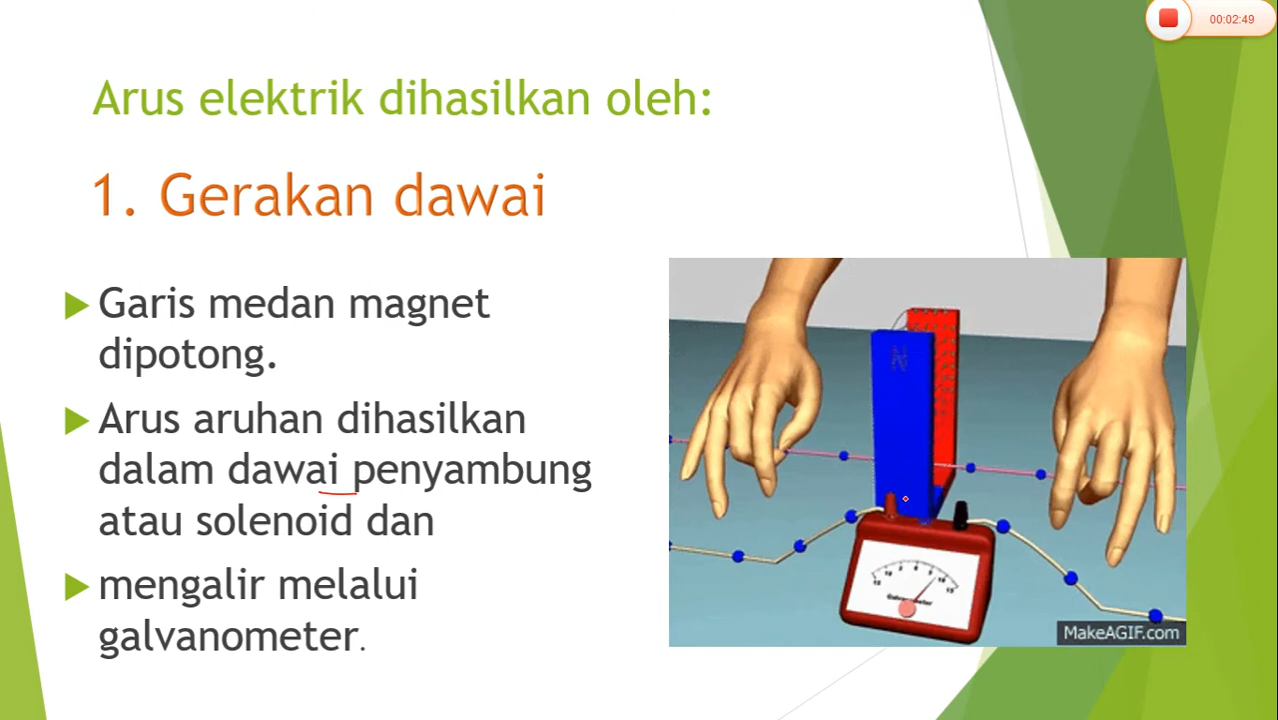 00:02:49
Arus elektrik dihasilkan oleh:
1. Gerakan dawai
Garis medan magnet
dipotong.
Arus aruhan dihasilkan
dalam dawai penyambung
atau solenoid dan
mengalir melalui
galvanometer.
MakeAGIF.com